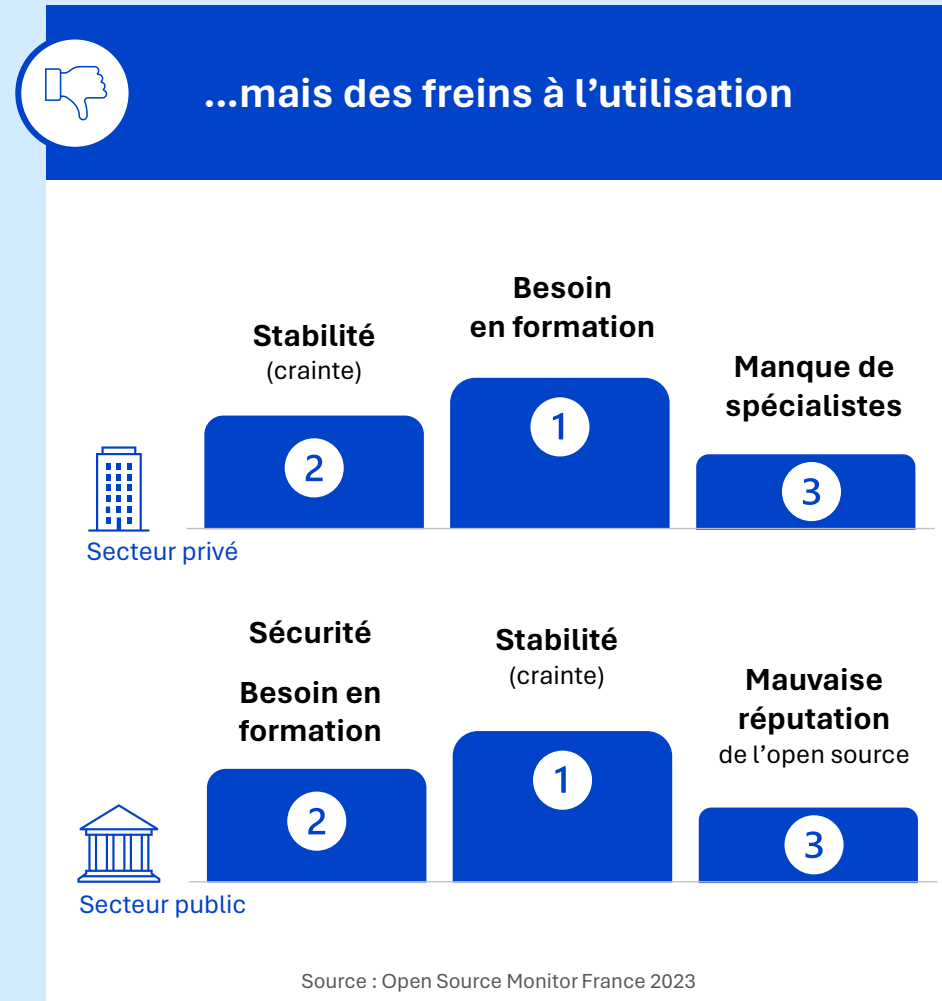 ...mais des freins à l’utilisation
Besoin
en formation
Stabilité
(crainte)
Manque de
spécialistes
1
2
3
Secteur privé
Sécurité
Besoin en
formation
Stabilité
(crainte)
Mauvaise
réputation
de l’open source
1
2
3
Secteur public
Source : Open Source Monitor France 2023